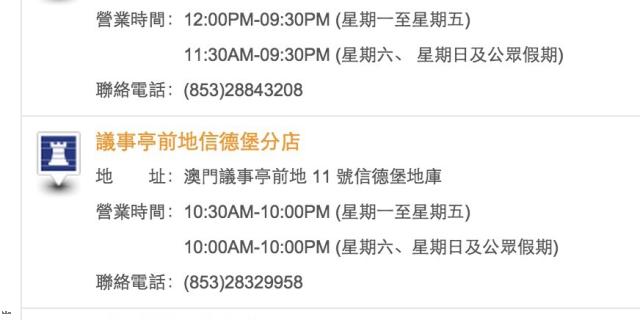 營業時間：12:00PM-09:30PM (星期一至星期五)
11:30AM-09:30PM (星期六、 星期日及公眾假期)
聯絡電話：(853)28843208
議事亭前地信德堡分店
地　　址：澳門議事亭前地 11 號信德堡地庫
營業時間：10:30AM-10:00PM (星期一至星期五)
10:00AM-10:00PM (星期六、星期日及公眾假期)
聯絡電話：(853)28329958